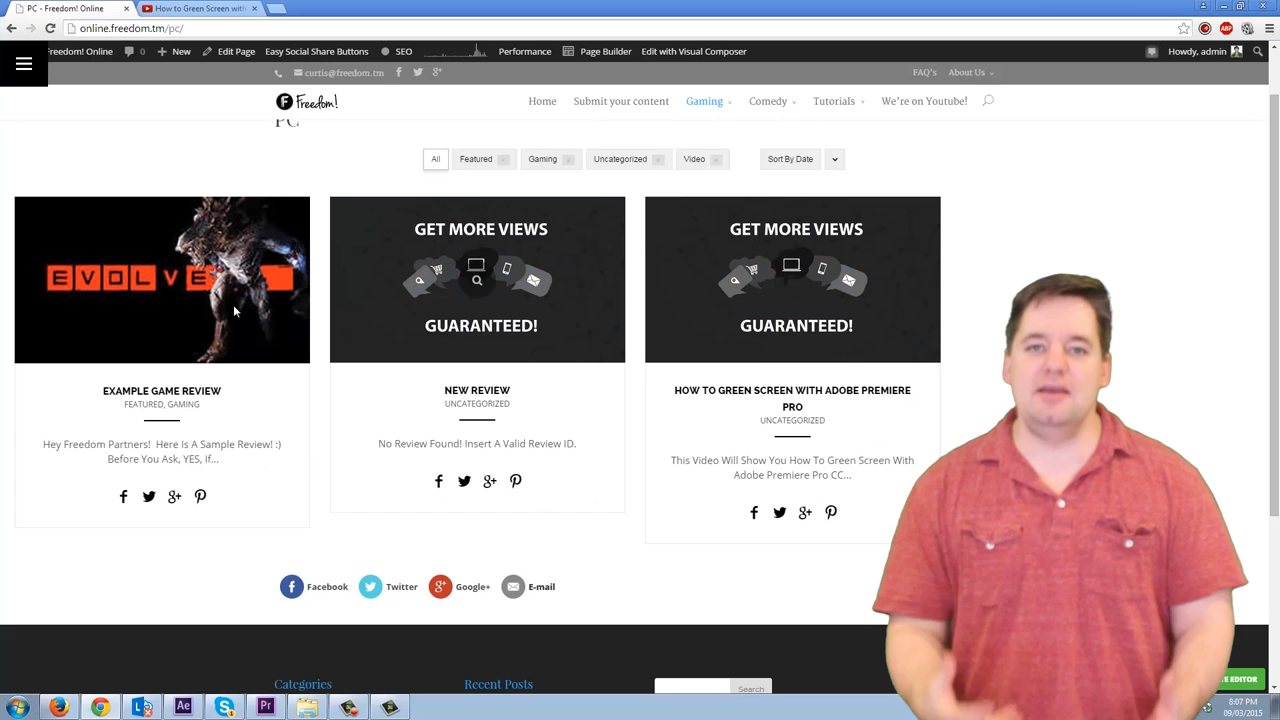 PC - Freedom! Online
How to Green Screen with
online.freedom.tm/pc/
Freedom! Online 0 New Edit Page Easy Social Share Buttons SEO Performance Page Builder Edit with Visual Composer Howdy, admin
curtis@freedom.tm FAQ's About Us
Freedom! Home Submit your content Gaming Comedy Tutorials We're on Youtube!
PC
All Featured Gaming Uncategorized Video Sort By Date
EVOLVE
GET MORE VIEWS
GUARANTEED!
GET MORE VIEWS
GUARANTEED!
EXAMPLE GAME REVIEW
FEATURED, GAMING
Hey Freedom Partners! Here Is A Sample Review! :)
Before You Ask, YES, If...
NEW REVIEW
UNCATEGORIZED
No Review Found! Insert A Valid Review ID.
HOW TO GREEN SCREEN WITH ADOBE PREMIERE
PRO
UNCATEGORIZED
This Video Will Show You How To Green Screen With
Adobe Premiere Pro CC...
Facebook Twitter Google+ E-mail
Categories Recent Posts Search
E EDITOR
8:07 PM
09/03/2015